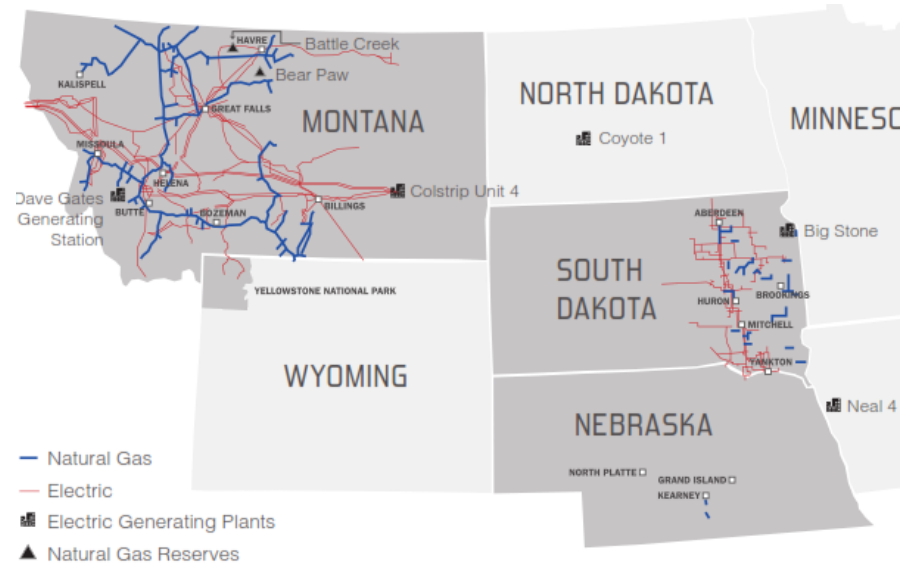 HAVRE
Battle Creek
Bear Paw
KALISPELL
GREAT FALLS
MONTANA
NORTH DAKOTA
MINNESO
Coyote 1
MISSOULA
HELENA
Colstrip Unit 4
Dave Gates
Generating
Station
BUTTE
BOZEMAN
BILLINGS
ABERDEEN
Big Stone
SOUTH
DAKOTA
YELLOWSTONE NATIONAL PARK
HURON
BROOKINGS
MITCHELL
WYOMING
YANKTON
Neal 4
NEBRASKA
NORTH PLATTE
GRAND ISLAND
KEARNEY
Natural Gas
Electric
Electric Generating Plants
Natural Gas Reserves